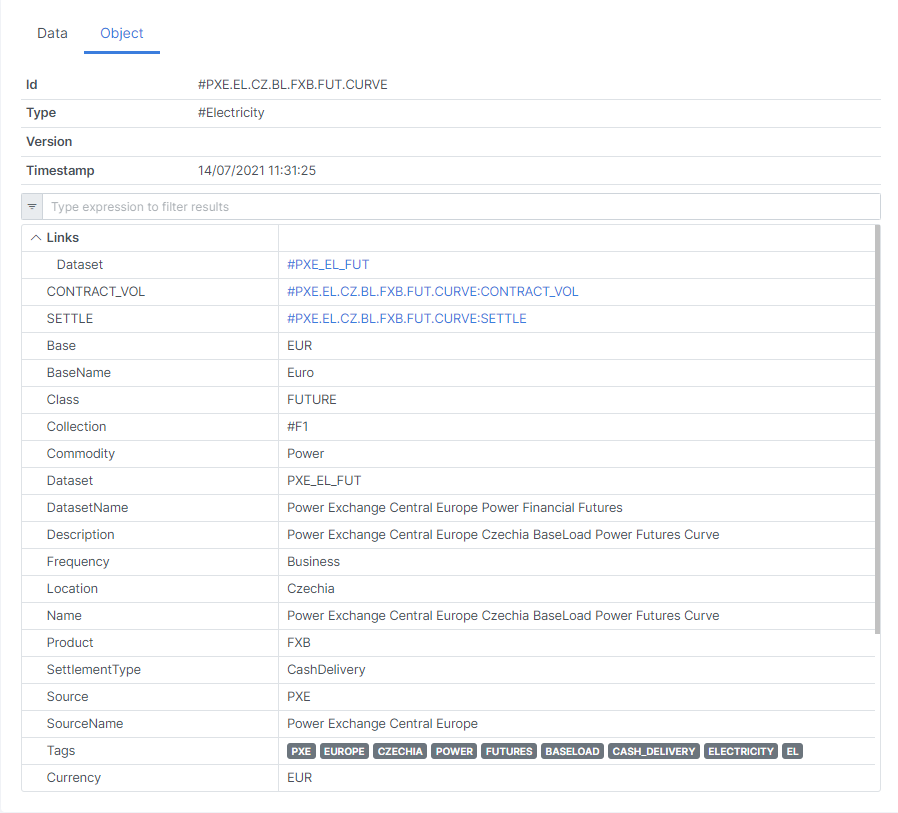 Data Object
Id #PXE.EL.CZ.BL.FXB.FUT.CURVE
Type #Electricity
Version
Timestamp 14/07/2021 11:31:25
Type expression to filter results
Links
Dataset #PXE_EL_FUT
CONTRACT_VOL #PXE.EL.CZ.BL.FXB.FUT.CURVE:CONTRACT_VOL
SETTLE #PXE.EL.CZ.BL.FXB.FUT.CURVE:SETTLE
Base EUR
BaseName Euro
Class FUTURE
Collection #F1
Commodity Power
Dataset PXE_EL_FUT
DatasetName Power Exchange Central Europe Power Financial Futures
Description Power Exchange Central Europe Czechia BaseLoad Power Futures Curve
Frequency Business
Location Czechia
Name Power Exchange Central Europe Czechia BaseLoad Power Futures Curve
Product FXB
SettlementType CashDelivery
Source PXE
SourceName Power Exchange Central Europe
Tags PXE EUROPE CZECHIA POWER FUTURES BASELOAD CASH_DELIVERY ELECTRICITY EL
Currency EUR